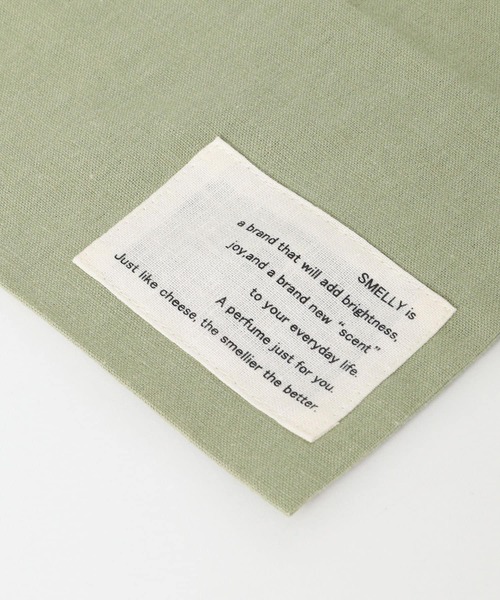 SMELLY is
a brand that will add brightness,
joy,and a brand new “scent”
to your everyday life.
A perfume just for you.
Just like cheese, the smellier the better.